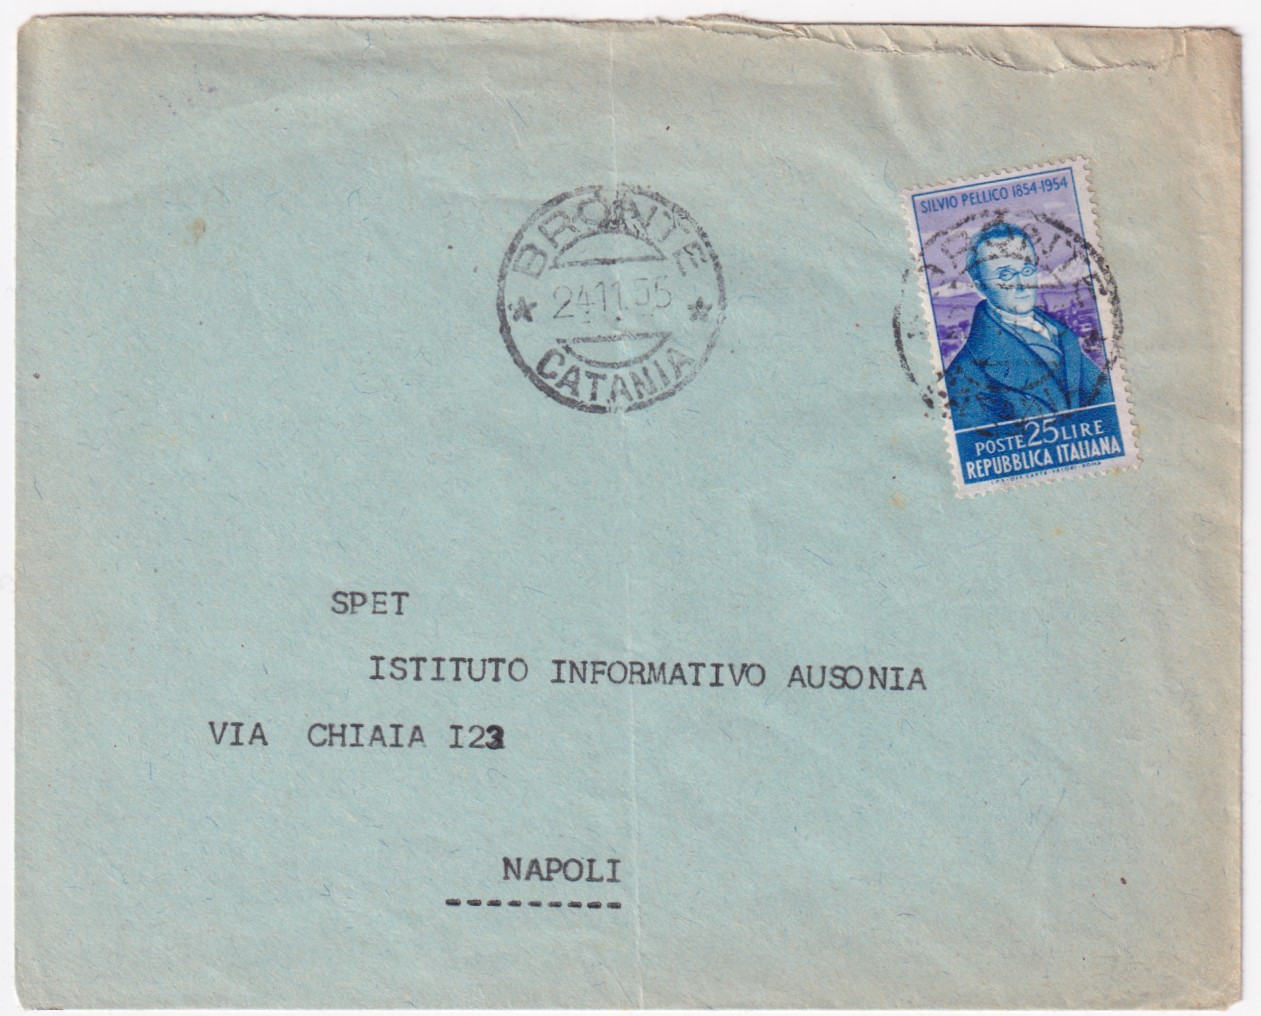 BRONTE
24.11.55
CATANIA
SILVIO PELLICO 1854-1954
BRONTE
POSTE 25 LIRE
REPUBBLICA ITALIANA
SPET
ISTITUTO INFORMATIVO AUSONIA
VIA CHIAIA I23
NAPOLI
---------